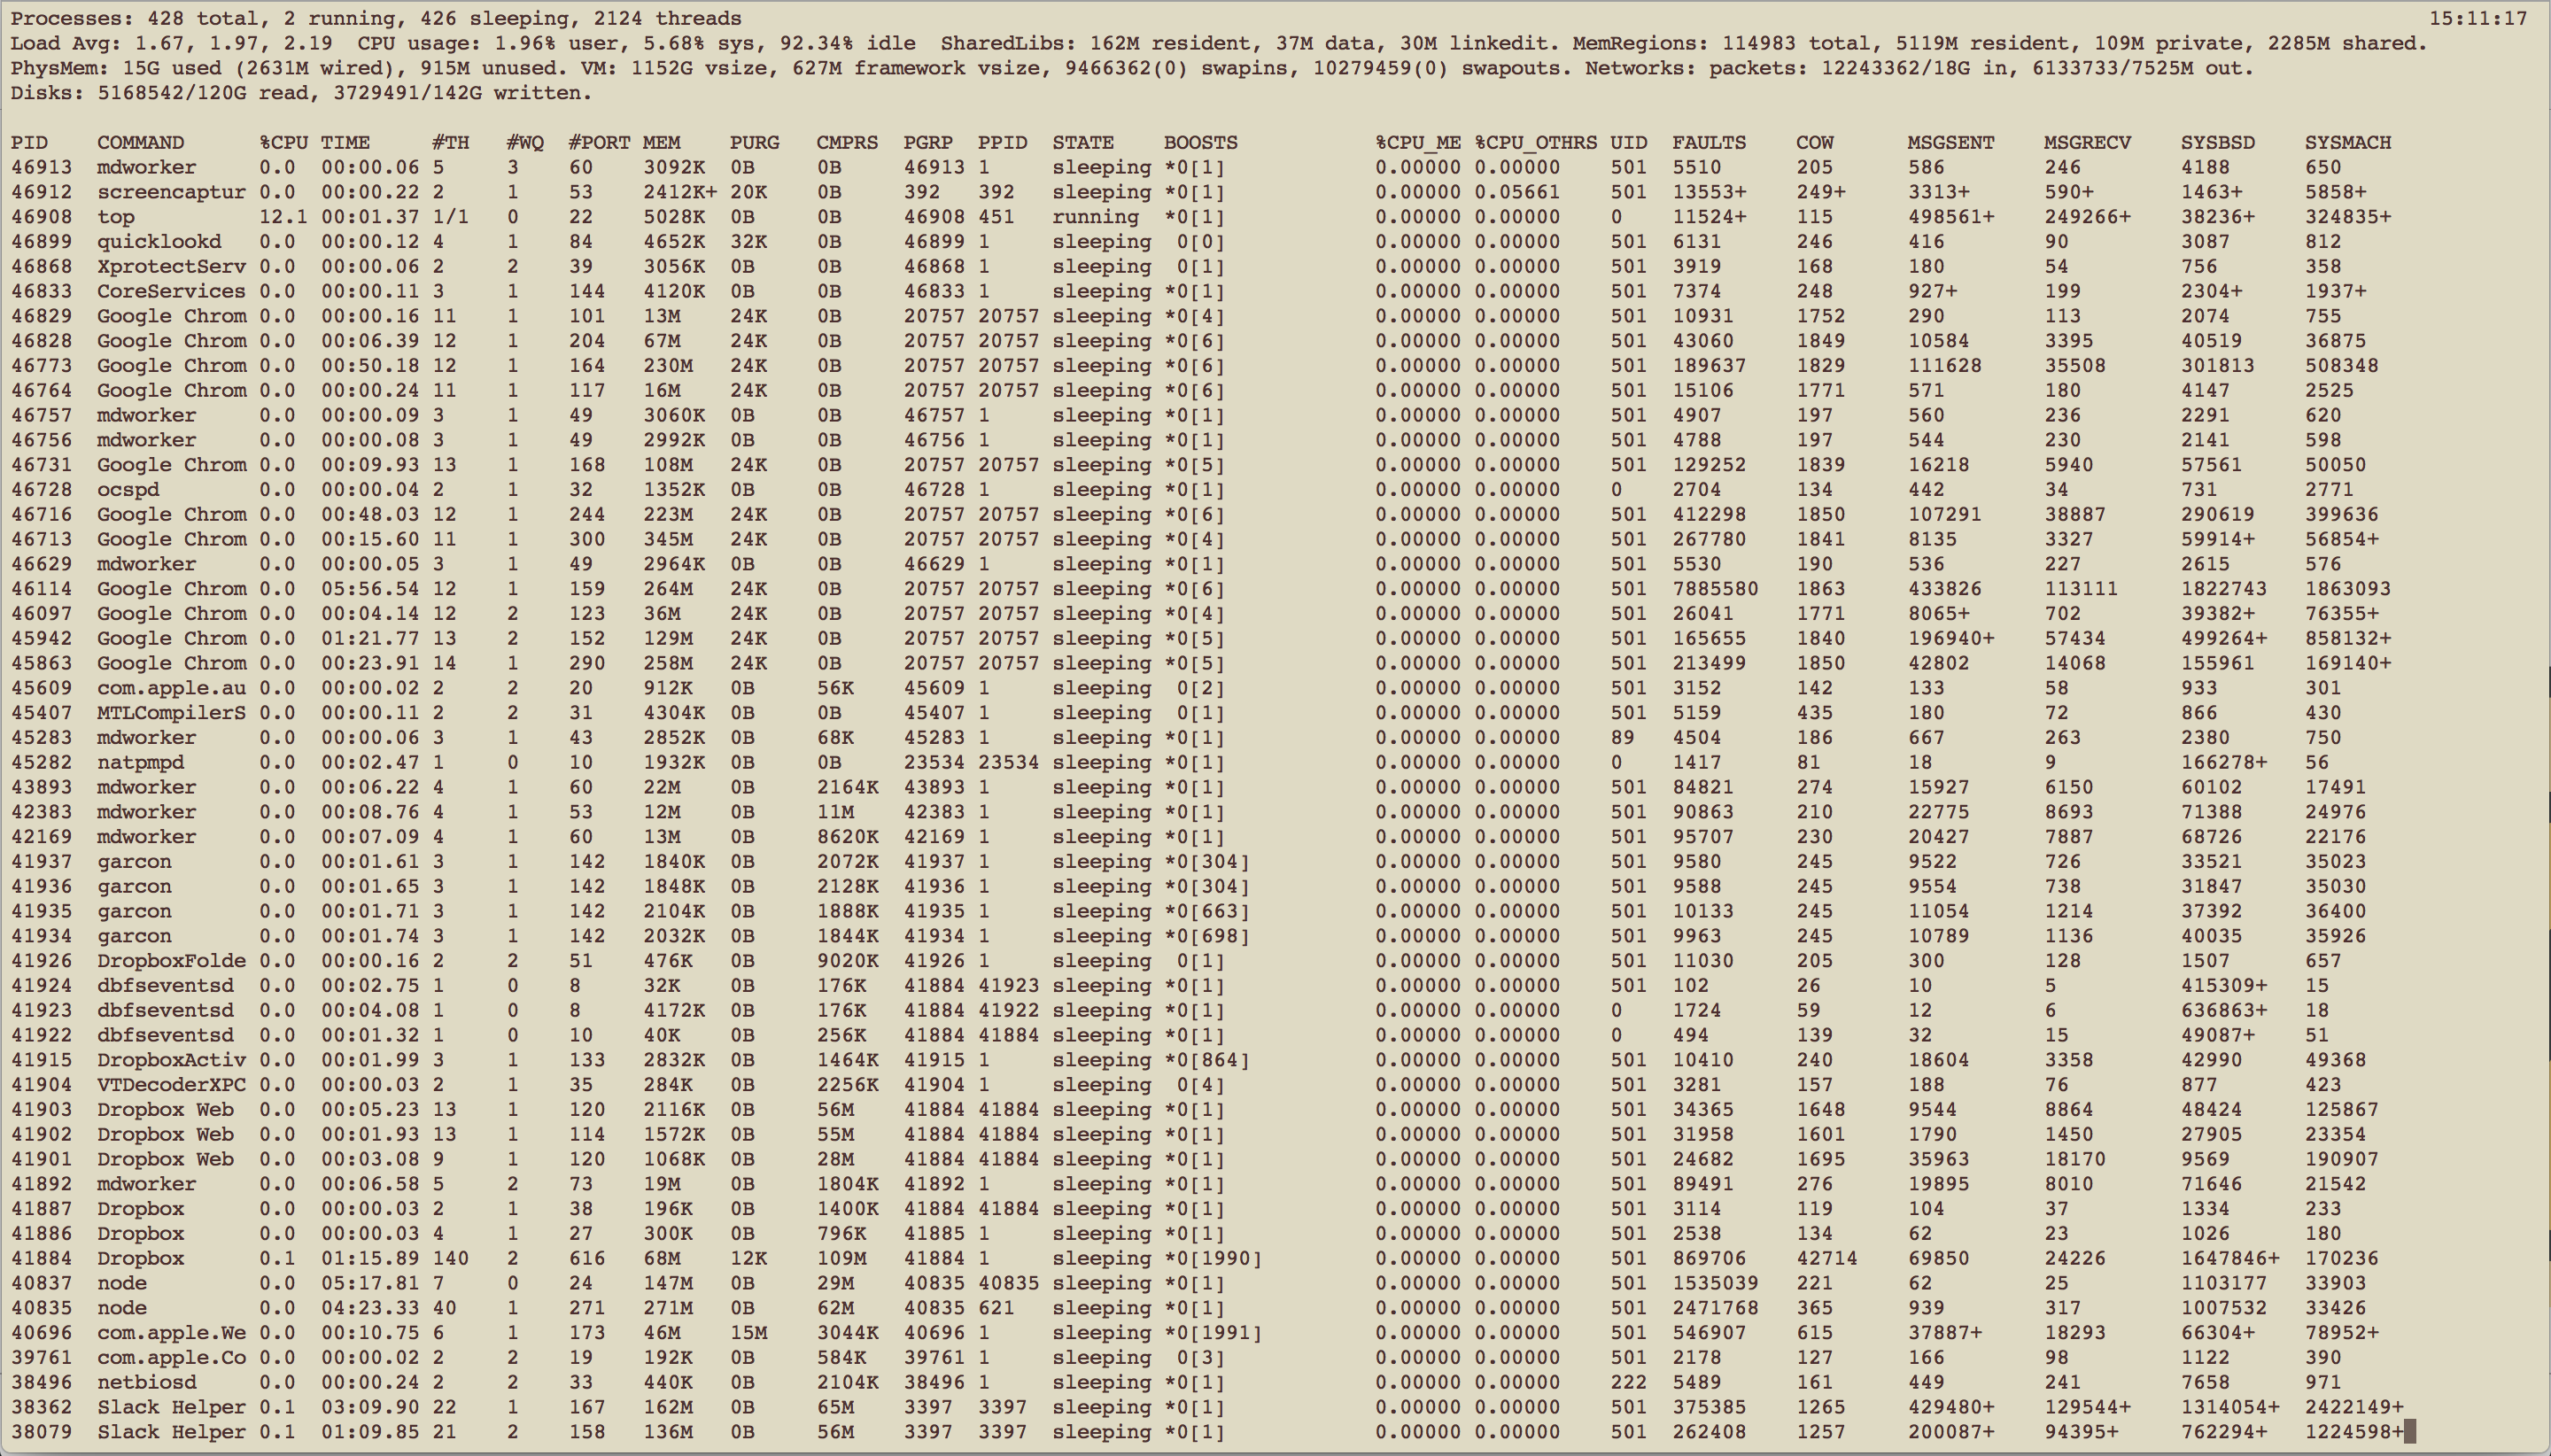 Processes: 428 total, 2 running, 426 sleeping, 2124 threads 15:11:17
Load Avg: 1.67, 1.97, 2.19 CPU usage: 1.96% user, 5.68% sys, 92.34% idle SharedLibs: 162M resident, 37M data, 30M linkedit. MemRegions: 114983 total, 5119M resident, 109M private, 2285M shared.
PhysMem: 15G used (2631M wired), 915M unused. VM: 1152G vsize, 627M framework vsize, 9466362(0) swapins, 10279459(0) swapouts. Networks: packets: 12243362/18G in, 6133733/7525M out.
Disks: 5168542/120G read, 3729491/142G written.
PID COMMAND %CPU TIME #TH #WQ #PORT MEM PURG CMPRS PGRP PPID STATE BOOSTS %CPU_ME %CPU_OTHRS UID FAULTS COW MSGSENT MSGRECV SYSBSD SYSMACH
46913 mdworker 0.0 00:00.06 5 3 60 3092K 0B 0B 46913 1 sleeping *0[1] 0.00000 0.00000 501 5510 205 586 246 4188 650
46912 screencaptur 0.0 00:00.22 2 1 53 2412K+ 20K 0B 392 392 sleeping *0[1] 0.00000 0.05661 501 13553+ 249+ 3313+ 590+ 1463+ 5858+
46908 top 12.1 00:01.37 1/1 0 22 5028K 0B 0B 46908 451 running *0[1] 0.00000 0.00000 0 11524+ 115 498561+ 249266+ 38236+ 324835+
46899 quicklookd 0.0 00:00.12 4 1 84 4652K 32K 0B 46899 1 sleeping 0[0] 0.00000 0.00000 501 6131 246 416 90 3087 812
46868 XprotectServ 0.0 00:00.06 2 2 39 3056K 0B 0B 46868 1 sleeping 0[1] 0.00000 0.00000 501 3919 168 180 54 756 358
46833 CoreServices 0.0 00:00.11 3 1 144 4120K 0B 0B 46833 1 sleeping *0[1] 0.00000 0.00000 501 7374 248 927+ 199 2304+ 1937+
46829 Google Chrom 0.0 00:00.16 11 1 101 13M 24K 0B 20757 20757 sleeping *0[4] 0.00000 0.00000 501 10931 1752 290 113 2074 755
46828 Google Chrom 0.0 00:06.39 12 1 204 67M 24K 0B 20757 20757 sleeping *0[6] 0.00000 0.00000 501 43060 1849 10584 3395 40519 36875
46773 Google Chrom 0.0 00:50.18 12 1 164 230M 24K 0B 20757 20757 sleeping *0[6] 0.00000 0.00000 501 189637 1829 111628 35508 301813 508348
46764 Google Chrom 0.0 00:00.24 11 1 117 16M 24K 0B 20757 20757 sleeping *0[6] 0.00000 0.00000 501 15106 1771 571 180 4147 2525
46757 mdworker 0.0 00:00.09 3 1 49 3060K 0B 0B 46757 1 sleeping *0[1] 0.00000 0.00000 501 4907 197 560 236 2291 620
46756 mdworker 0.0 00:00.08 3 1 49 2992K 0B 0B 46756 1 sleeping *0[1] 0.00000 0.00000 501 4788 197 544 230 2141 598
46731 Google Chrom 0.0 00:09.93 13 1 168 108M 24K 0B 20757 20757 sleeping *0[5] 0.00000 0.00000 501 129252 1839 16218 5940 57561 50050
46728 ocspd 0.0 00:00.04 2 1 32 1352K 0B 0B 46728 1 sleeping *0[1] 0.00000 0.00000 0 2704 134 442 34 731 2771
46716 Google Chrom 0.0 00:48.03 12 1 244 223M 24K 0B 20757 20757 sleeping *0[6] 0.00000 0.00000 501 412298 1850 107291 38887 290619 399636
46713 Google Chrom 0.0 00:15.60 11 1 300 345M 24K 0B 20757 20757 sleeping *0[4] 0.00000 0.00000 501 267780 1841 8135 3327 59914+ 56854+
46629 mdworker 0.0 00:00.05 3 1 49 2964K 0B 0B 46629 1 sleeping *0[1] 0.00000 0.00000 501 5530 190 536 227 2615 576
46114 Google Chrom 0.0 05:56.54 12 1 159 264M 24K 0B 20757 20757 sleeping *0[6] 0.00000 0.00000 501 7885580 1863 433826 113111 1822743 1863093
46097 Google Chrom 0.0 00:04.14 12 2 123 36M 24K 0B 20757 20757 sleeping *0[4] 0.00000 0.00000 501 26041 1771 8065+ 702 39382+ 76355+
45942 Google Chrom 0.0 01:21.77 13 2 152 129M 24K 0B 20757 20757 sleeping *0[5] 0.00000 0.00000 501 165655 1840 196940+ 57434 499264+ 858132+
45863 Google Chrom 0.0 00:23.91 14 1 290 258M 24K 0B 20757 20757 sleeping *0[5] 0.00000 0.00000 501 213499 1850 42802 14068 155961 169140+
45609 com.apple.au 0.0 00:00.02 2 2 20 912K 0B 56K 45609 1 sleeping 0[2] 0.00000 0.00000 501 3152 142 133 58 933 301
45407 MTLCompilerS 0.0 00:00.11 2 2 31 4304K 0B 0B 45407 1 sleeping 0[1] 0.00000 0.00000 501 5159 435 180 72 866 430
45283 mdworker 0.0 00:00.06 3 1 43 2852K 0B 68K 45283 1 sleeping *0[1] 0.00000 0.00000 89 4504 186 667 263 2380 750
45282 natpmpd 0.0 00:02.47 1 0 10 1932K 0B 0B 23534 23534 sleeping *0[1] 0.00000 0.00000 0 1417 81 18 9 166278+ 56
43893 mdworker 0.0 00:06.22 4 1 60 22M 0B 2164K 43893 1 sleeping *0[1] 0.00000 0.00000 501 84821 274 15927 6150 60102 17491
42383 mdworker 0.0 00:08.76 4 1 53 12M 0B 11M 42383 1 sleeping *0[1] 0.00000 0.00000 501 90863 210 22775 8693 71388 24976
42169 mdworker 0.0 00:07.09 4 1 60 13M 0B 8620K 42169 1 sleeping *0[1] 0.00000 0.00000 501 95707 230 20427 7887 68726 22176
41937 garcon 0.0 00:01.61 3 1 142 1840K 0B 2072K 41937 1 sleeping *0[304] 0.00000 0.00000 501 9580 245 9522 726 33521 35023
41936 garcon 0.0 00:01.65 3 1 142 1848K 0B 2128K 41936 1 sleeping *0[304] 0.00000 0.00000 501 9588 245 9554 738 31847 35030
41935 garcon 0.0 00:01.71 3 1 142 2104K 0B 1888K 41935 1 sleeping *0[663] 0.00000 0.00000 501 10133 245 11054 1214 37392 36400
41934 garcon 0.0 00:01.74 3 1 142 2032K 0B 1844K 41934 1 sleeping *0[698] 0.00000 0.00000 501 9963 245 10789 1136 40035 35926
41926 DropboxFolde 0.0 00:00.16 2 2 51 476K 0B 9020K 41926 1 sleeping 0[1] 0.00000 0.00000 501 11030 205 300 128 1507 657
41924 dbfseventsd 0.0 00:02.75 1 0 8 32K 0B 176K 41884 41923 sleeping *0[1] 0.00000 0.00000 501 102 26 10 5 415309+ 15
41923 dbfseventsd 0.0 00:04.08 1 0 8 4172K 0B 176K 41884 41922 sleeping *0[1] 0.00000 0.00000 0 1724 59 12 6 636863+ 18
41922 dbfseventsd 0.0 00:01.32 1 0 10 40K 0B 256K 41884 41884 sleeping *0[1] 0.00000 0.00000 0 494 139 32 15 49087+ 51
41915 DropboxActiv 0.0 00:01.99 3 1 133 2832K 0B 1464K 41915 1 sleeping *0[864] 0.00000 0.00000 501 10410 240 18604 3358 42990 49368
41904 VTDecoderXPC 0.0 00:00.03 2 1 35 284K 0B 2256K 41904 1 sleeping 0[4] 0.00000 0.00000 501 3281 157 188 76 877 423
41903 Dropbox Web 0.0 00:05.23 13 1 120 2116K 0B 56M 41884 41884 sleeping *0[1] 0.00000 0.00000 501 34365 1648 9544 8864 48424 125867
41902 Dropbox Web 0.0 00:01.93 13 1 114 1572K 0B 55M 41884 41884 sleeping *0[1] 0.00000 0.00000 501 31958 1601 1790 1450 27905 23354
41901 Dropbox Web 0.0 00:03.08 9 1 120 1068K 0B 28M 41884 41884 sleeping *0[1] 0.00000 0.00000 501 24682 1695 35963 18170 9569 190907
41892 mdworker 0.0 00:06.58 5 2 73 19M 0B 1804K 41892 1 sleeping *0[1] 0.00000 0.00000 501 89491 276 19895 8010 71646 21542
41887 Dropbox 0.0 00:00.03 2 1 38 196K 0B 1400K 41884 41884 sleeping *0[1] 0.00000 0.00000 501 3114 119 104 37 1334 233
41886 Dropbox 0.0 00:00.03 4 1 27 300K 0B 796K 41885 1 sleeping *0[1] 0.00000 0.00000 501 2538 134 62 23 1026 180
41884 Dropbox 0.1 01:15.89 140 2 616 68M 12K 109M 41884 1 sleeping *0[1990] 0.00000 0.00000 501 869706 42714 69850 24226 1647846+ 170236
40837 node 0.0 05:17.81 7 0 24 147M 0B 29M 40835 40835 sleeping *0[1] 0.00000 0.00000 501 1535039 221 62 25 1103177 33903
40835 node 0.0 04:23.33 40 1 271 271M 0B 62M 40835 621 sleeping *0[1] 0.00000 0.00000 501 2471768 365 939 317 1007532 33426
40696 com.apple.We 0.0 00:10.75 6 1 173 46M 15M 3044K 40696 1 sleeping *0[1991] 0.00000 0.00000 501 546907 615 37887+ 18293 66304+ 78952+
39761 com.apple.Co 0.0 00:00.02 2 2 19 192K 0B 584K 39761 1 sleeping 0[3] 0.00000 0.00000 501 2178 127 166 98 1122 390
38496 netbiosd 0.0 00:00.24 2 2 33 440K 0B 2104K 38496 1 sleeping *0[1] 0.00000 0.00000 222 5489 161 449 241 7658 971
38362 Slack Helper 0.1 03:09.90 22 1 167 162M 0B 65M 3397 3397 sleeping *0[1] 0.00000 0.00000 501 375385 1265 429480+ 129544+ 1314054+ 2422149+
38079 Slack Helper 0.1 01:09.85 21 2 158 136M 0B 56M 3397 3397 sleeping *0[1] 0.00000 0.00000 501 262408 1257 200087+ 94395+ 762294+ 1224598+